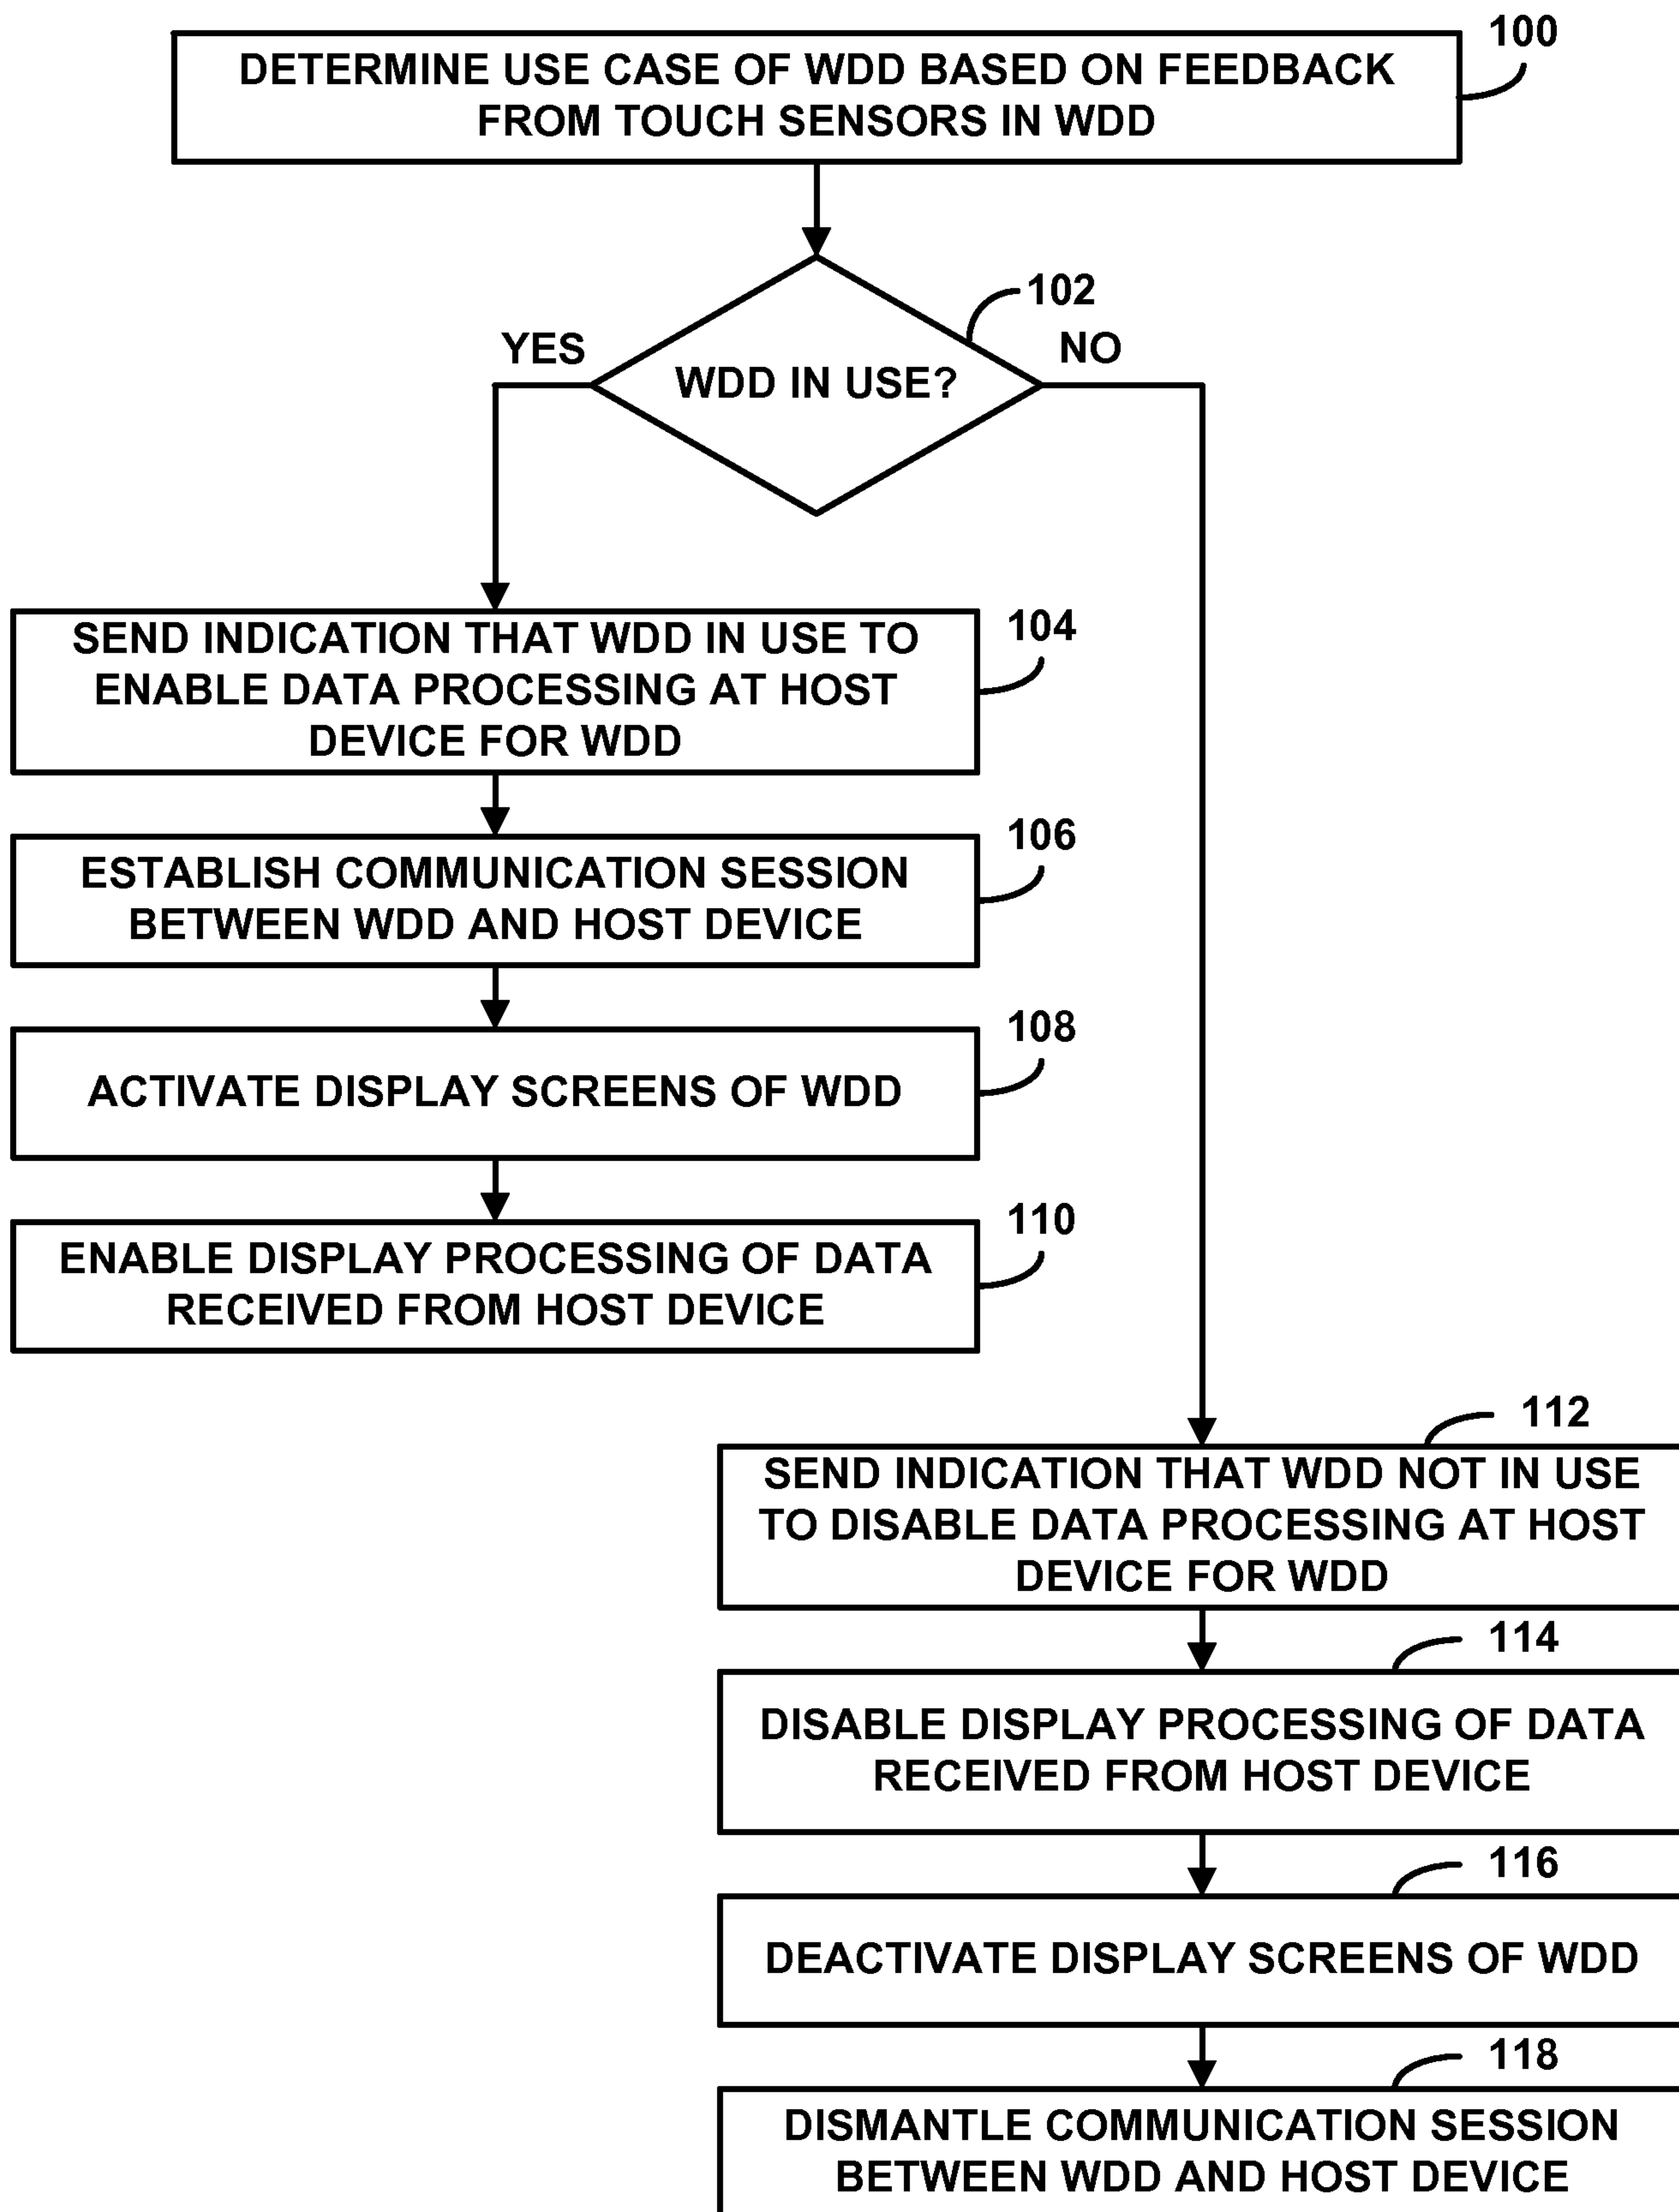 100
DETERMINE USE CASE OF WDD BASED ON FEEDBACK
FROM TOUCH SENSORS IN WDD
102
YES
NO
WDD IN USE?
104
SEND INDICATION THAT WDD IN USE TO
ENABLE DATA PROCESSING AT HOST
DEVICE FOR WDD
106
ESTABLISH COMMUNICATION SESSION
BETWEEN WDD AND HOST DEVICE
108
ACTIVATE DISPLAY SCREENS OF WDD
110
ENABLE DISPLAY PROCESSING OF DATA
RECEIVED FROM HOST DEVICE
112
SEND INDICATION THAT WDD NOT IN USE
TO DISABLE DATA PROCESSING AT HOST
DEVICE FOR WDD
114
DISABLE DISPLAY PROCESSING OF DATA
RECEIVED FROM HOST DEVICE
116
DEACTIVATE DISPLAY SCREENS OF WDD
118
DISMANTLE COMMUNICATION SESSION
BETWEEN WDD AND HOST DEVICE